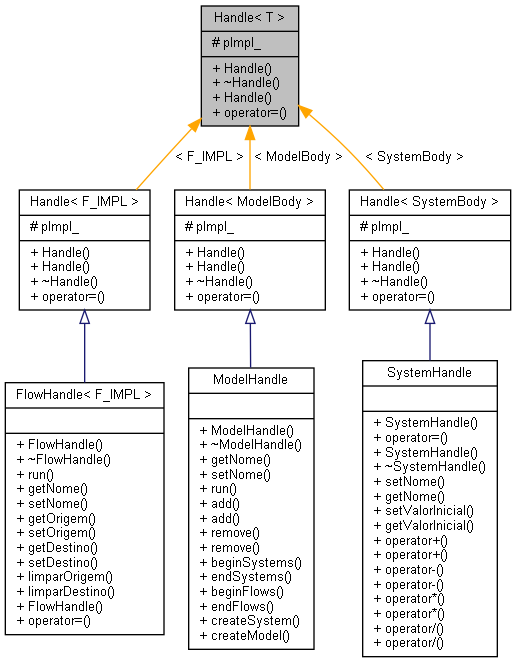 Handle< T >
# pImpl_
+ Handle()
+ ~Handle()
+ Handle()
+ operator=()
< F_IMPL >
< ModelBody >
< SystemBody >
Handle< F_IMPL >
# pImpl_
+ Handle()
+ Handle()
+ ~Handle()
+ operator=()
Handle< ModelBody >
# pImpl_
+ Handle()
+ Handle()
+ ~Handle()
+ operator=()
Handle< SystemBody >
# pImpl_
+ Handle()
+ Handle()
+ ~Handle()
+ operator=()
FlowHandle< F_IMPL >
+ FlowHandle()
+ ~FlowHandle()
+ run()
+ getNome()
+ setNome()
+ getOrigem()
+ setOrigem()
+ getDestino()
+ setDestino()
+ limparOrigem()
+ limparDestino()
+ FlowHandle()
+ operator=()
ModelHandle
+ ModelHandle()
+ ~ModelHandle()
+ getNome()
+ setNome()
+ run()
+ add()
+ add()
+ remove()
+ remove()
+ beginSystems()
+ endSystems()
+ beginFlows()
+ endFlows()
+ createSystem()
+ createModel()
SystemHandle
+ SystemHandle()
+ operator=()
+ SystemHandle()
+ ~SystemHandle()
+ setNome()
+ getNome()
+ setValorInicial()
+ getValorInicial()
+ operator+()
+ operator+()
+ operator-()
+ operator-()
+ operator*()
+ operator*()
+ operator/()
+ operator/()